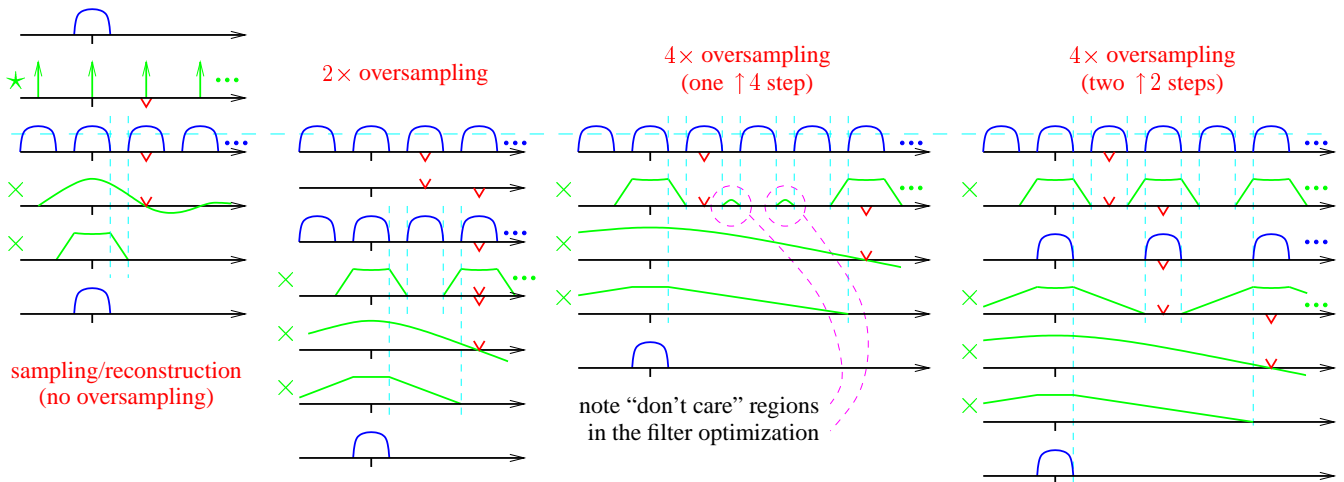 2× oversampling
4× oversampling
(one ↑4 step)
4× oversampling
(two ↑2 steps)
sampling/reconstruction
(no oversampling)
note “don’t care” regions
in the filter optimization